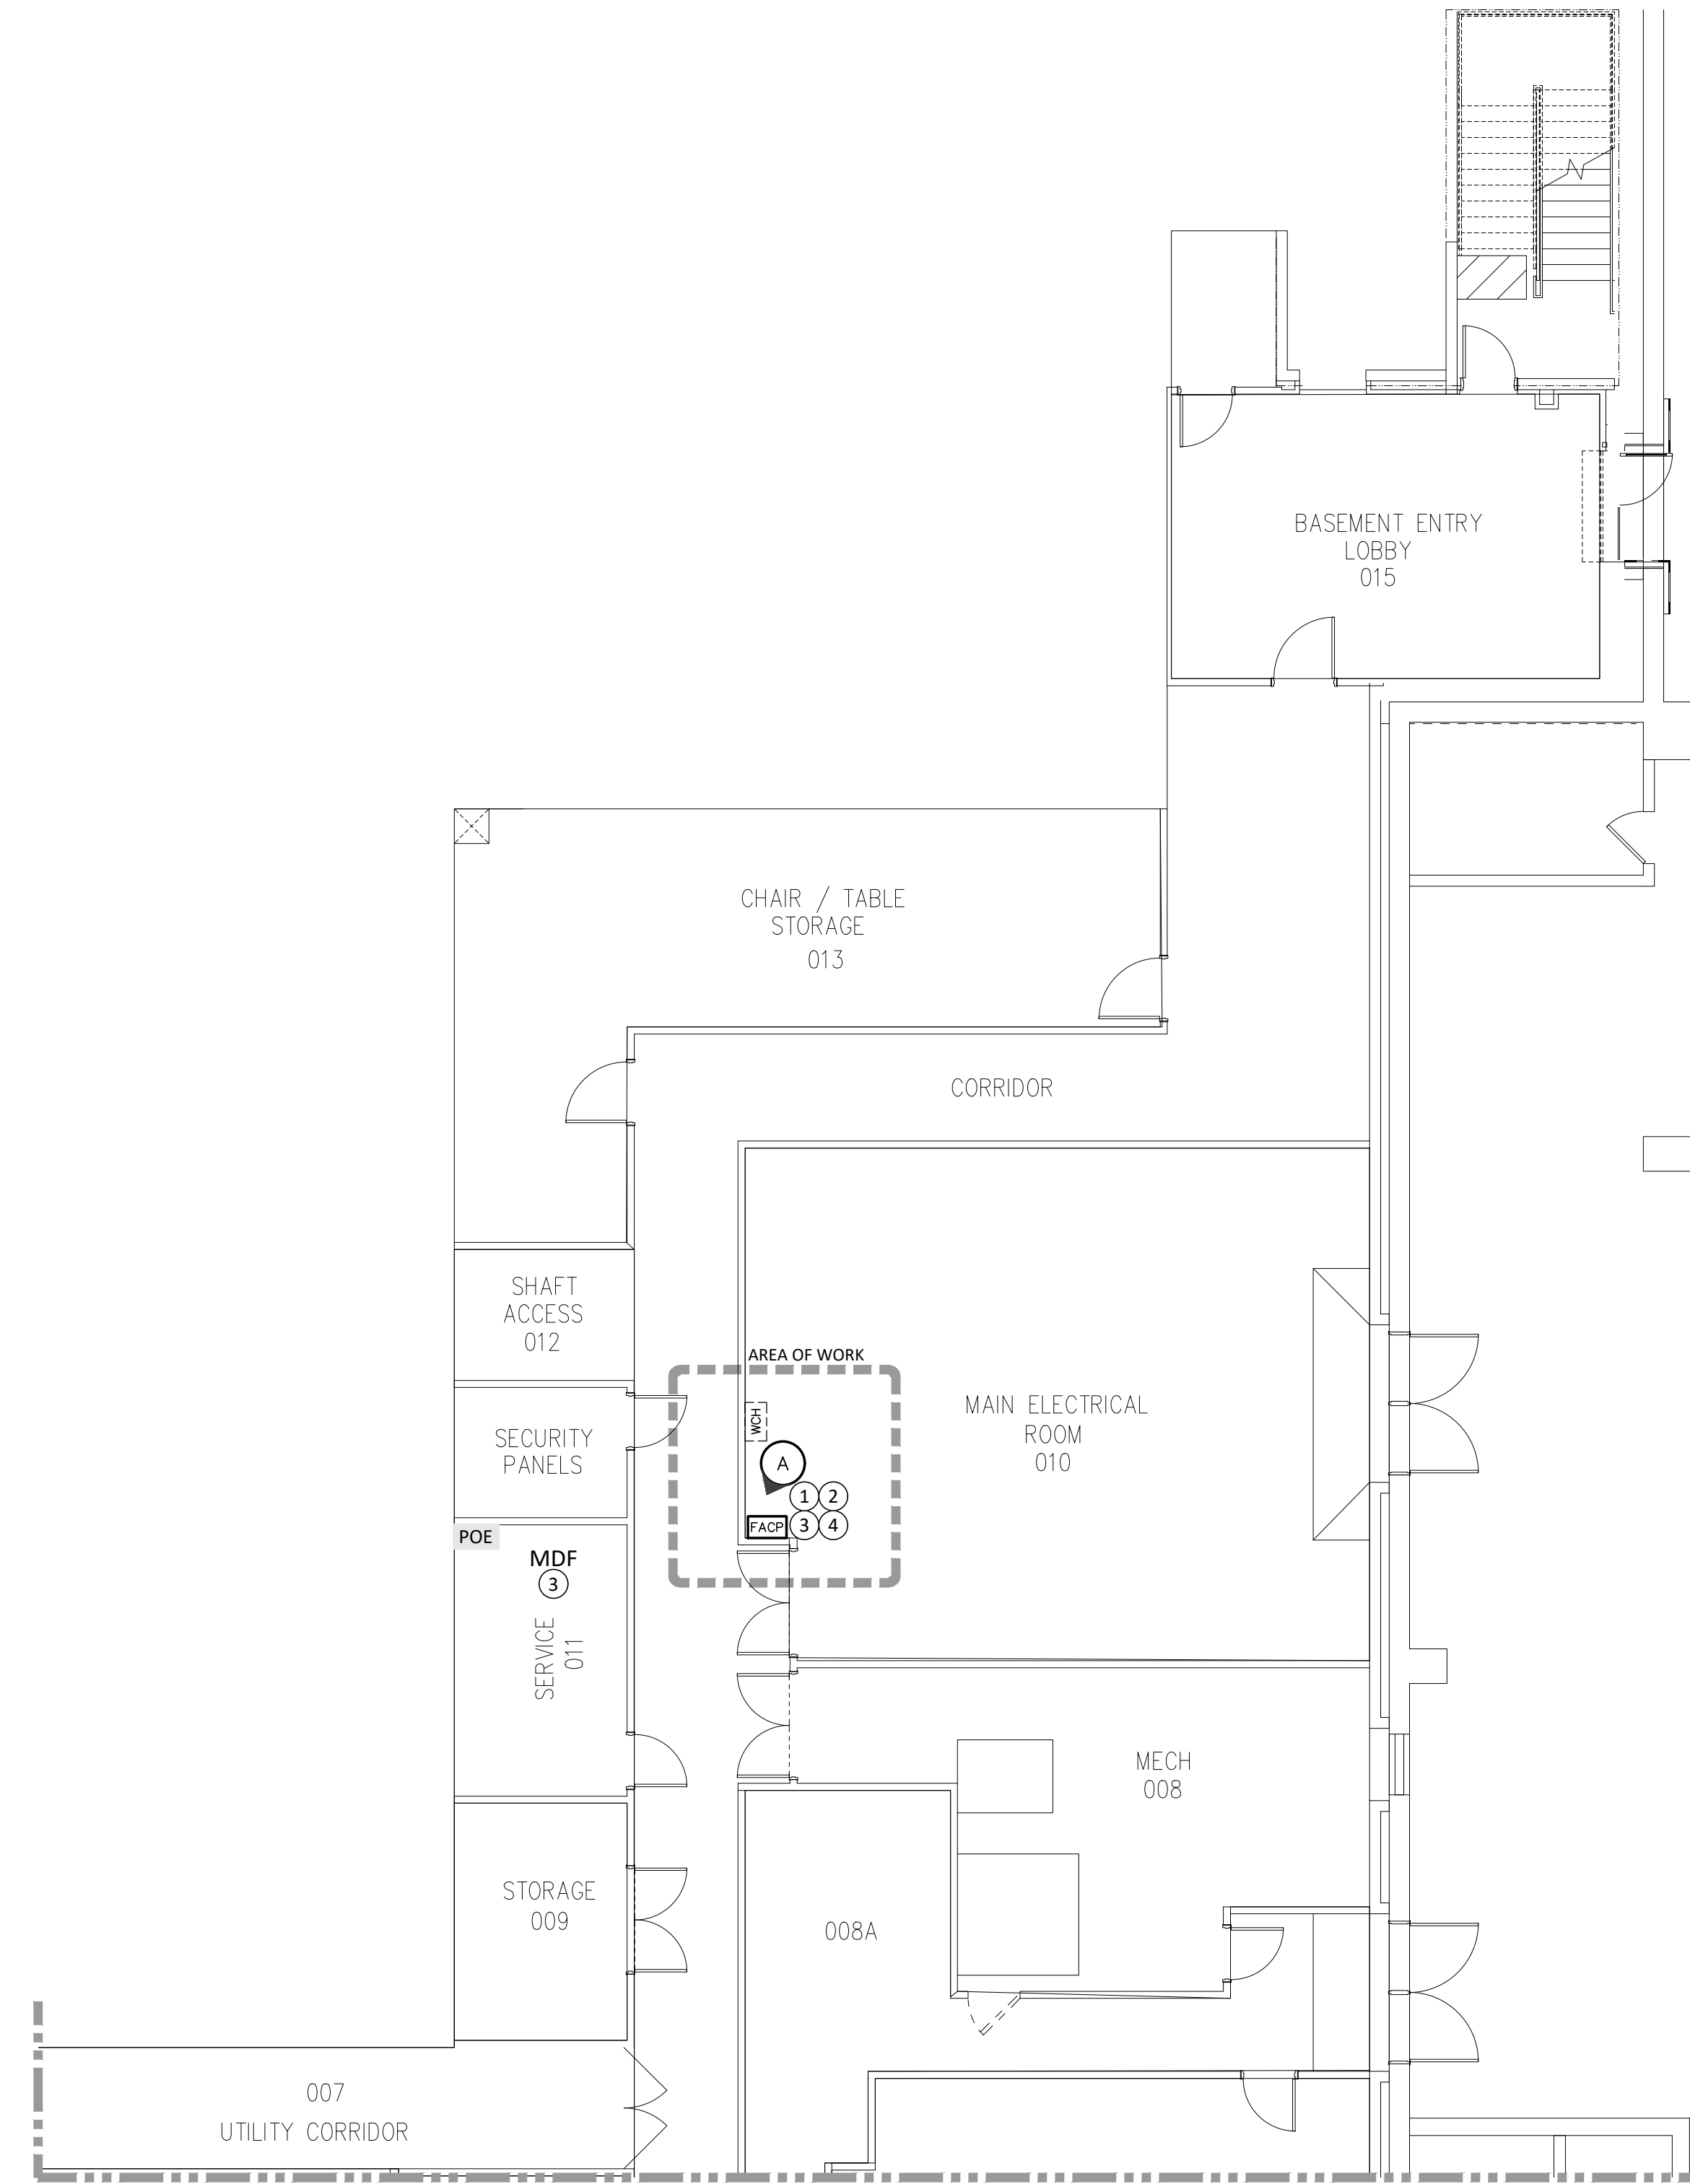 BASEMENT ENTRY
LOBBY
015
CHAIR / TABLE
STORAGE
013
CORRIDOR
SHAFT
ACCESS
012
AREA OF WORK
MAIN ELECTRICAL
ROOM
010
WCH
SECURITY
PANELS
A
1 2
FACP 3 4
POE
MDF
3
SERVICE
011
MECH
008
STORAGE
009
008A
007
UTILITY CORRIDOR